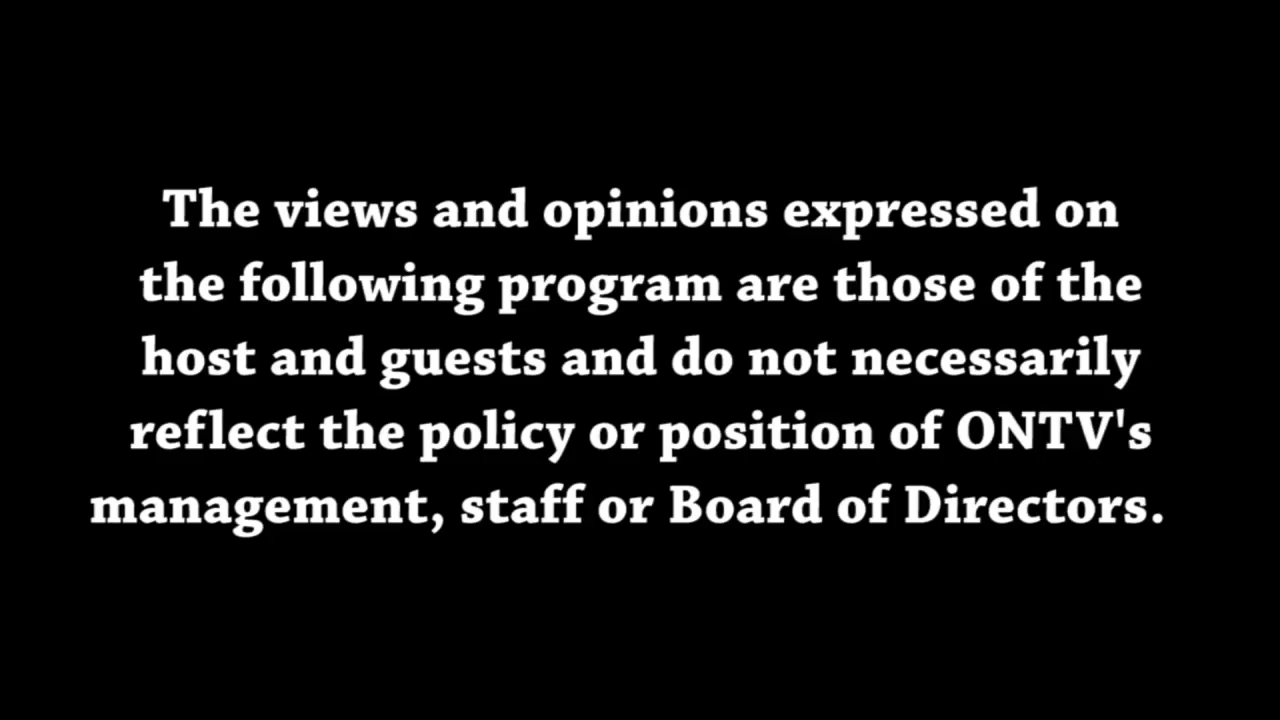 The views and opinions expressed on
the following program are those of the
host and guests and do not necessarily
reflect the policy or position of ONTV's
management, staff or Board of Directors.